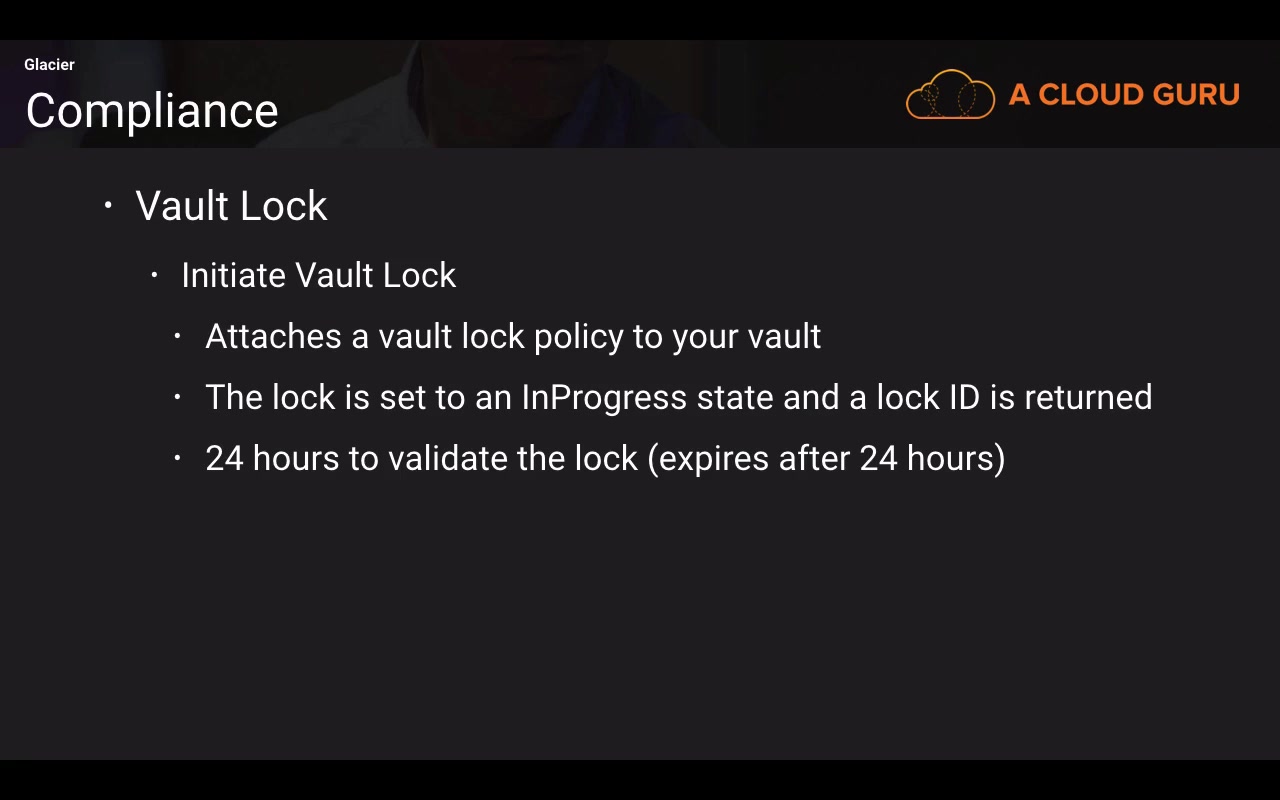 Glacier
Compliance
A CLOUD GURU
• Vault Lock
• Initiate Vault Lock
• Attaches a vault lock policy to your vault
• The lock is set to an InProgress state and a lock ID is returned
• 24 hours to validate the lock (expires after 24 hours)